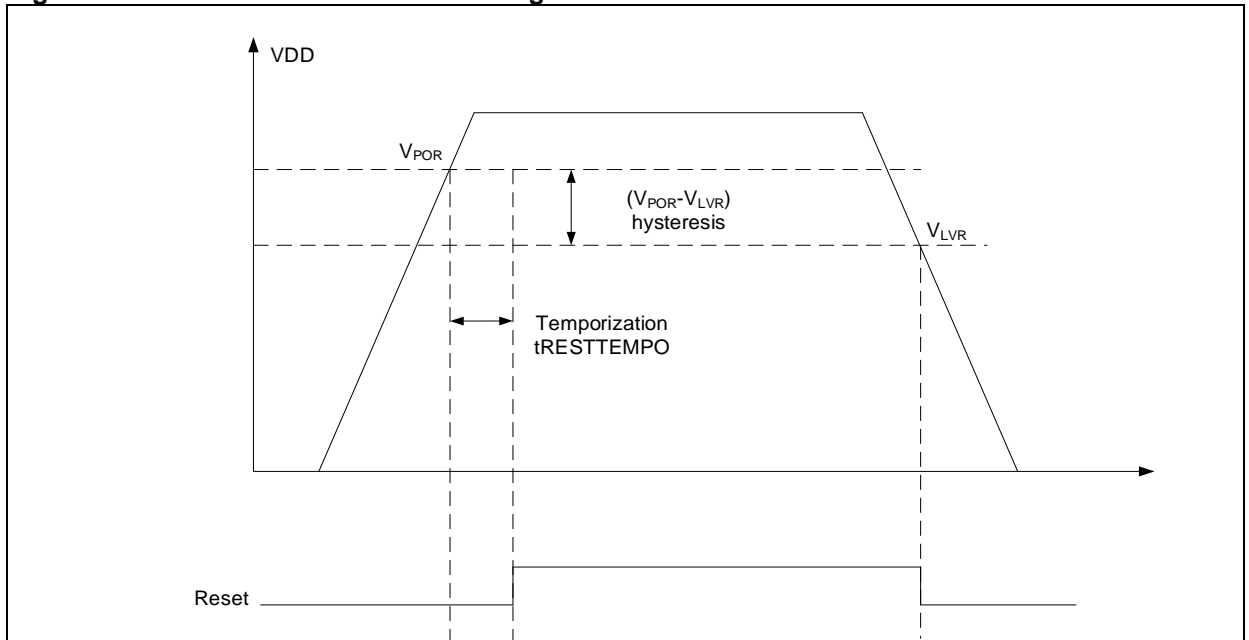 VDD
VPOR
(VPOR-VLVR)
hysteresis
VLVR
Temporization
tRESTTEMPO
Reset